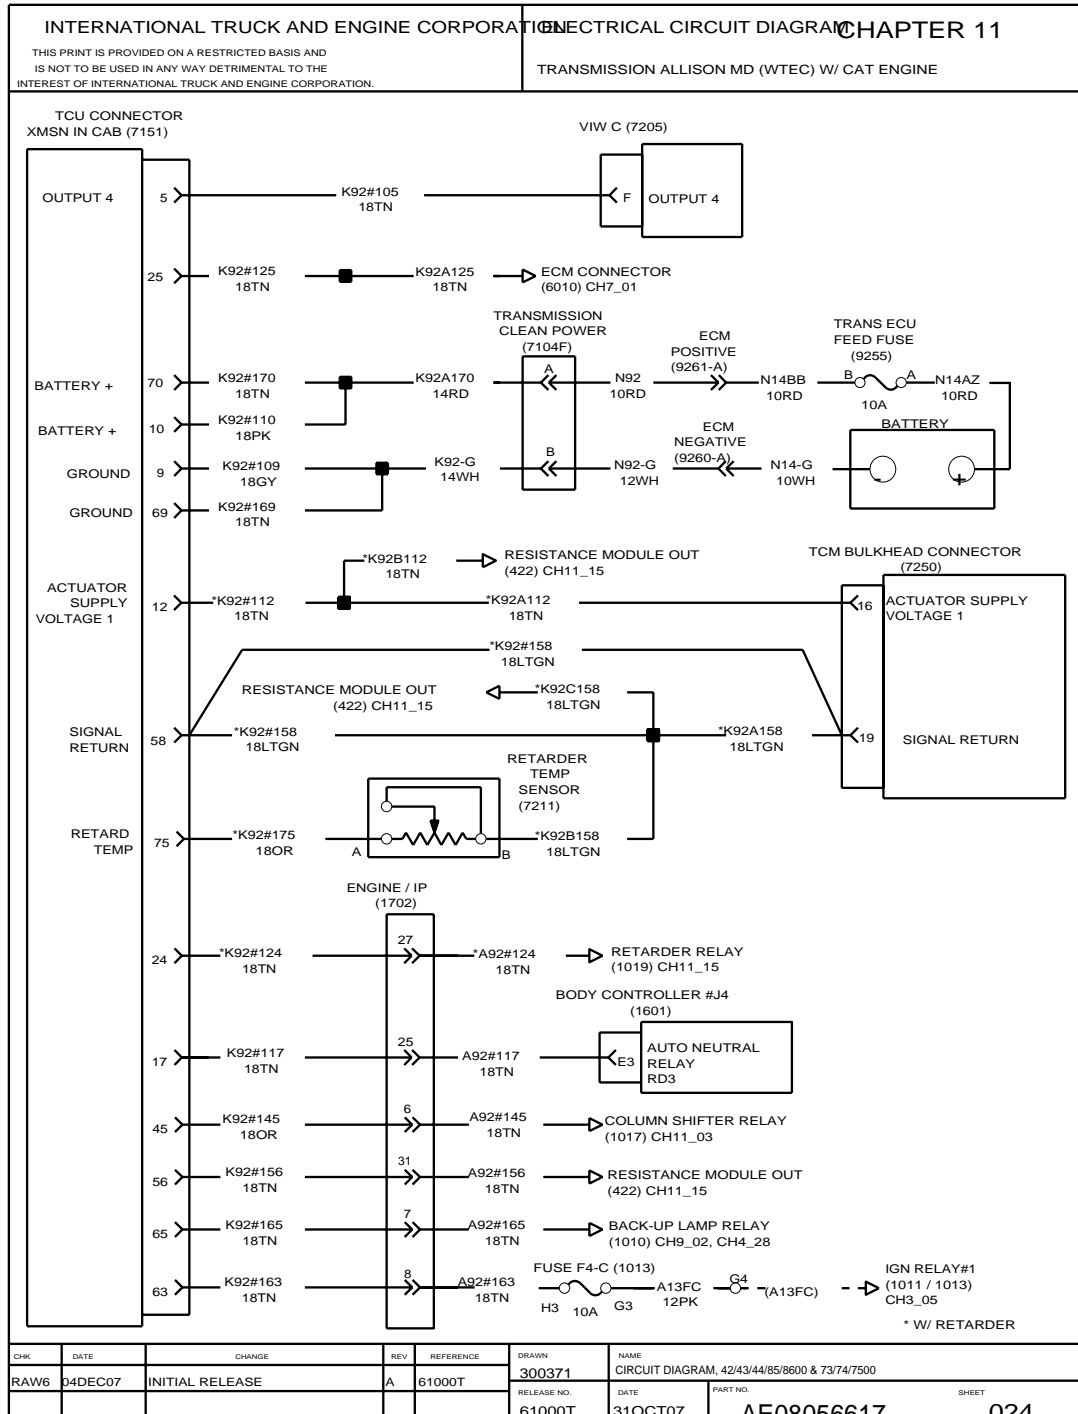 INTERNATIONAL TRUCK AND ENGINE CORPORATION
ELECTRICAL CIRCUIT DIAGRAM
CHAPTER 11
THIS PRINT IS PROVIDED ON A RESTRICTED BASIS AND
IS NOT TO BE USED IN ANY WAY DETRIMENTAL TO THE
INTEREST OF INTERNATIONAL TRUCK AND ENGINE CORPORATION.
TRANSMISSION ALLISON MD (WTEC) W/ CAT ENGINE
TCU CONNECTOR
XMSN IN CAB (7151)
VIW C (7205)
OUTPUT 4
5
K92#105
18TN
F
OUTPUT 4
25
K92#125
18TN
K92A125
18TN
ECM CONNECTOR
(6010) CH7_01
TRANSMISSION
CLEAN POWER
(7104F)
ECM
POSITIVE
(9261-A)
TRANS ECU
FEED FUSE
(9255)
BATTERY +
70
K92#170
18TN
K92A170
14RD
A
N92
10RD
N14BB
10RD
B
A
10A
N14AZ
10RD
BATTERY +
10
K92#110
18PK
ECM
NEGATIVE
(9260-A)
BATTERY
-
+
GROUND
9
K92#109
18GY
K92-G
14WH
B
N92-G
12WH
N14-G
10WH
GROUND
69
K92#169
18TN
*K92B112
18TN
RESISTANCE MODULE OUT
(422) CH11_15
TCM BULKHEAD CONNECTOR
(7250)
ACTUATOR
SUPPLY
VOLTAGE 1
12
*K92#112
18TN
*K92A112
18TN
16
ACTUATOR SUPPLY
VOLTAGE 1
*K92#158
18LTGN
RESISTANCE MODULE OUT
(422) CH11_15
*K92C158
18LTGN
SIGNAL
RETURN
58
*K92#158
18LTGN
*K92A158
18LTGN
19
SIGNAL RETURN
RETARDER
TEMP
SENSOR
(7211)
RETARD
TEMP
75
*K92#175
18OR
A
B
*K92B158
18LTGN
ENGINE / IP
(1702)
24
*K92#124
18TN
27
*A92#124
18TN
RETARDER RELAY
(1019) CH11_15
BODY CONTROLLER #J4
(1601)
17
K92#117
18TN
25
A92#117
18TN
E3
AUTO NEUTRAL
RELAY
RD3
45
K92#145
18OR
6
A92#145
18TN
COLUMN SHIFTER RELAY
(1017) CH11_03
56
K92#156
18TN
31
A92#156
18TN
RESISTANCE MODULE OUT
(422) CH11_15
65
K92#165
18TN
7
A92#165
18TN
BACK-UP LAMP RELAY
(1010) CH9_02, CH4_28
63
K92#163
18TN
8
A92#163
18TN
FUSE F4-C (1013)
H3
10A
G3
A13FC
12PK
G4
(A13FC)
IGN RELAY#1
(1011 / 1013)
CH3_05
* W/ RETARDER
CHK
DATE
CHANGE
REV
REFERENCE
DRAWN
NAME
RAW6
04DEC07
INITIAL RELEASE
A
61000T
300371
CIRCUIT DIAGRAM, 42/43/44/85/8600 & 73/74/7500
RELEASE NO.
DATE
PART NO.
SHEET
61000T
31OCT07
AE08056617
024